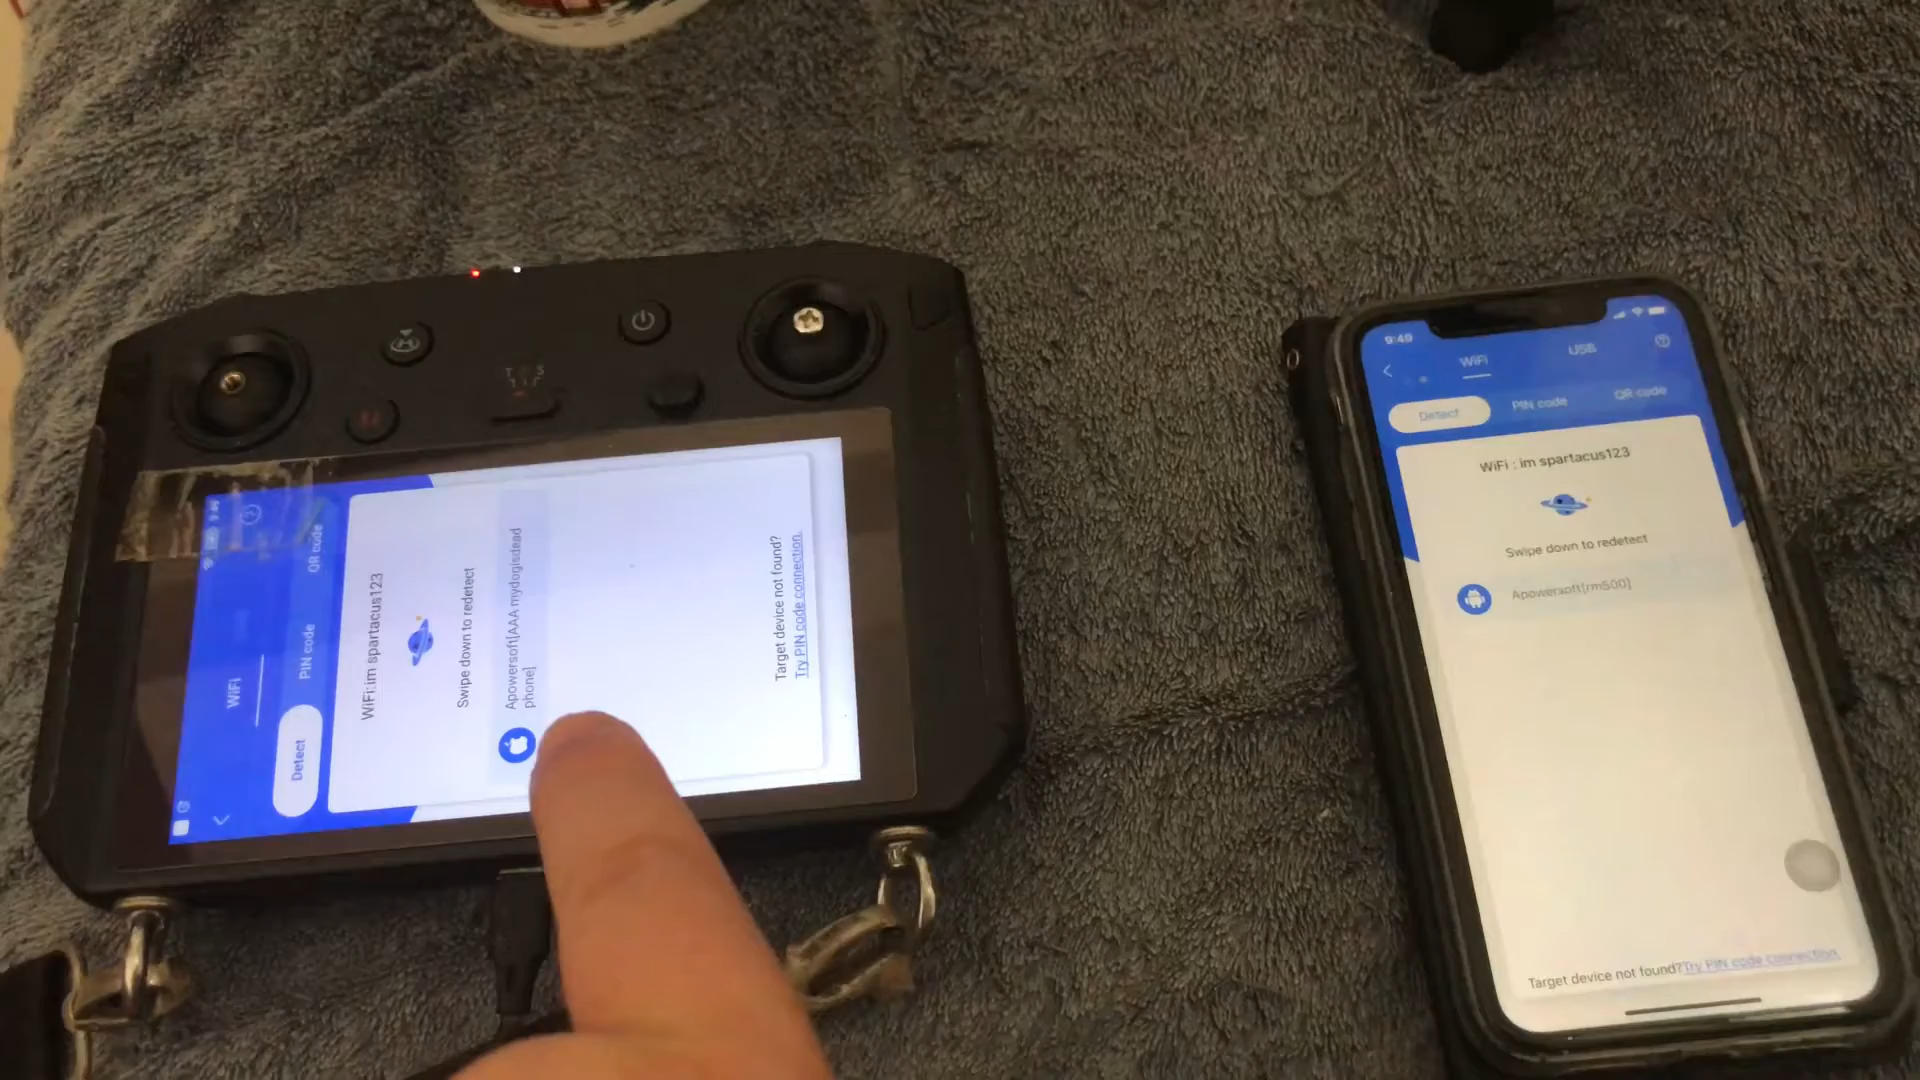 9:49
WiFi
PIN code
QR code
Detect
WiFi:im spartacus123
Swipe down to redetect
Apowersoft[AAA mydogisdead
phone]
Target device not found?
Try PIN code connection.
9:49
WiFi
USB
Detect
PIN code
QR code
WiFi : im spartacus123
Swipe down to redetect
Apowersoft[rm500]
Target device not found?Try PIN code connection.